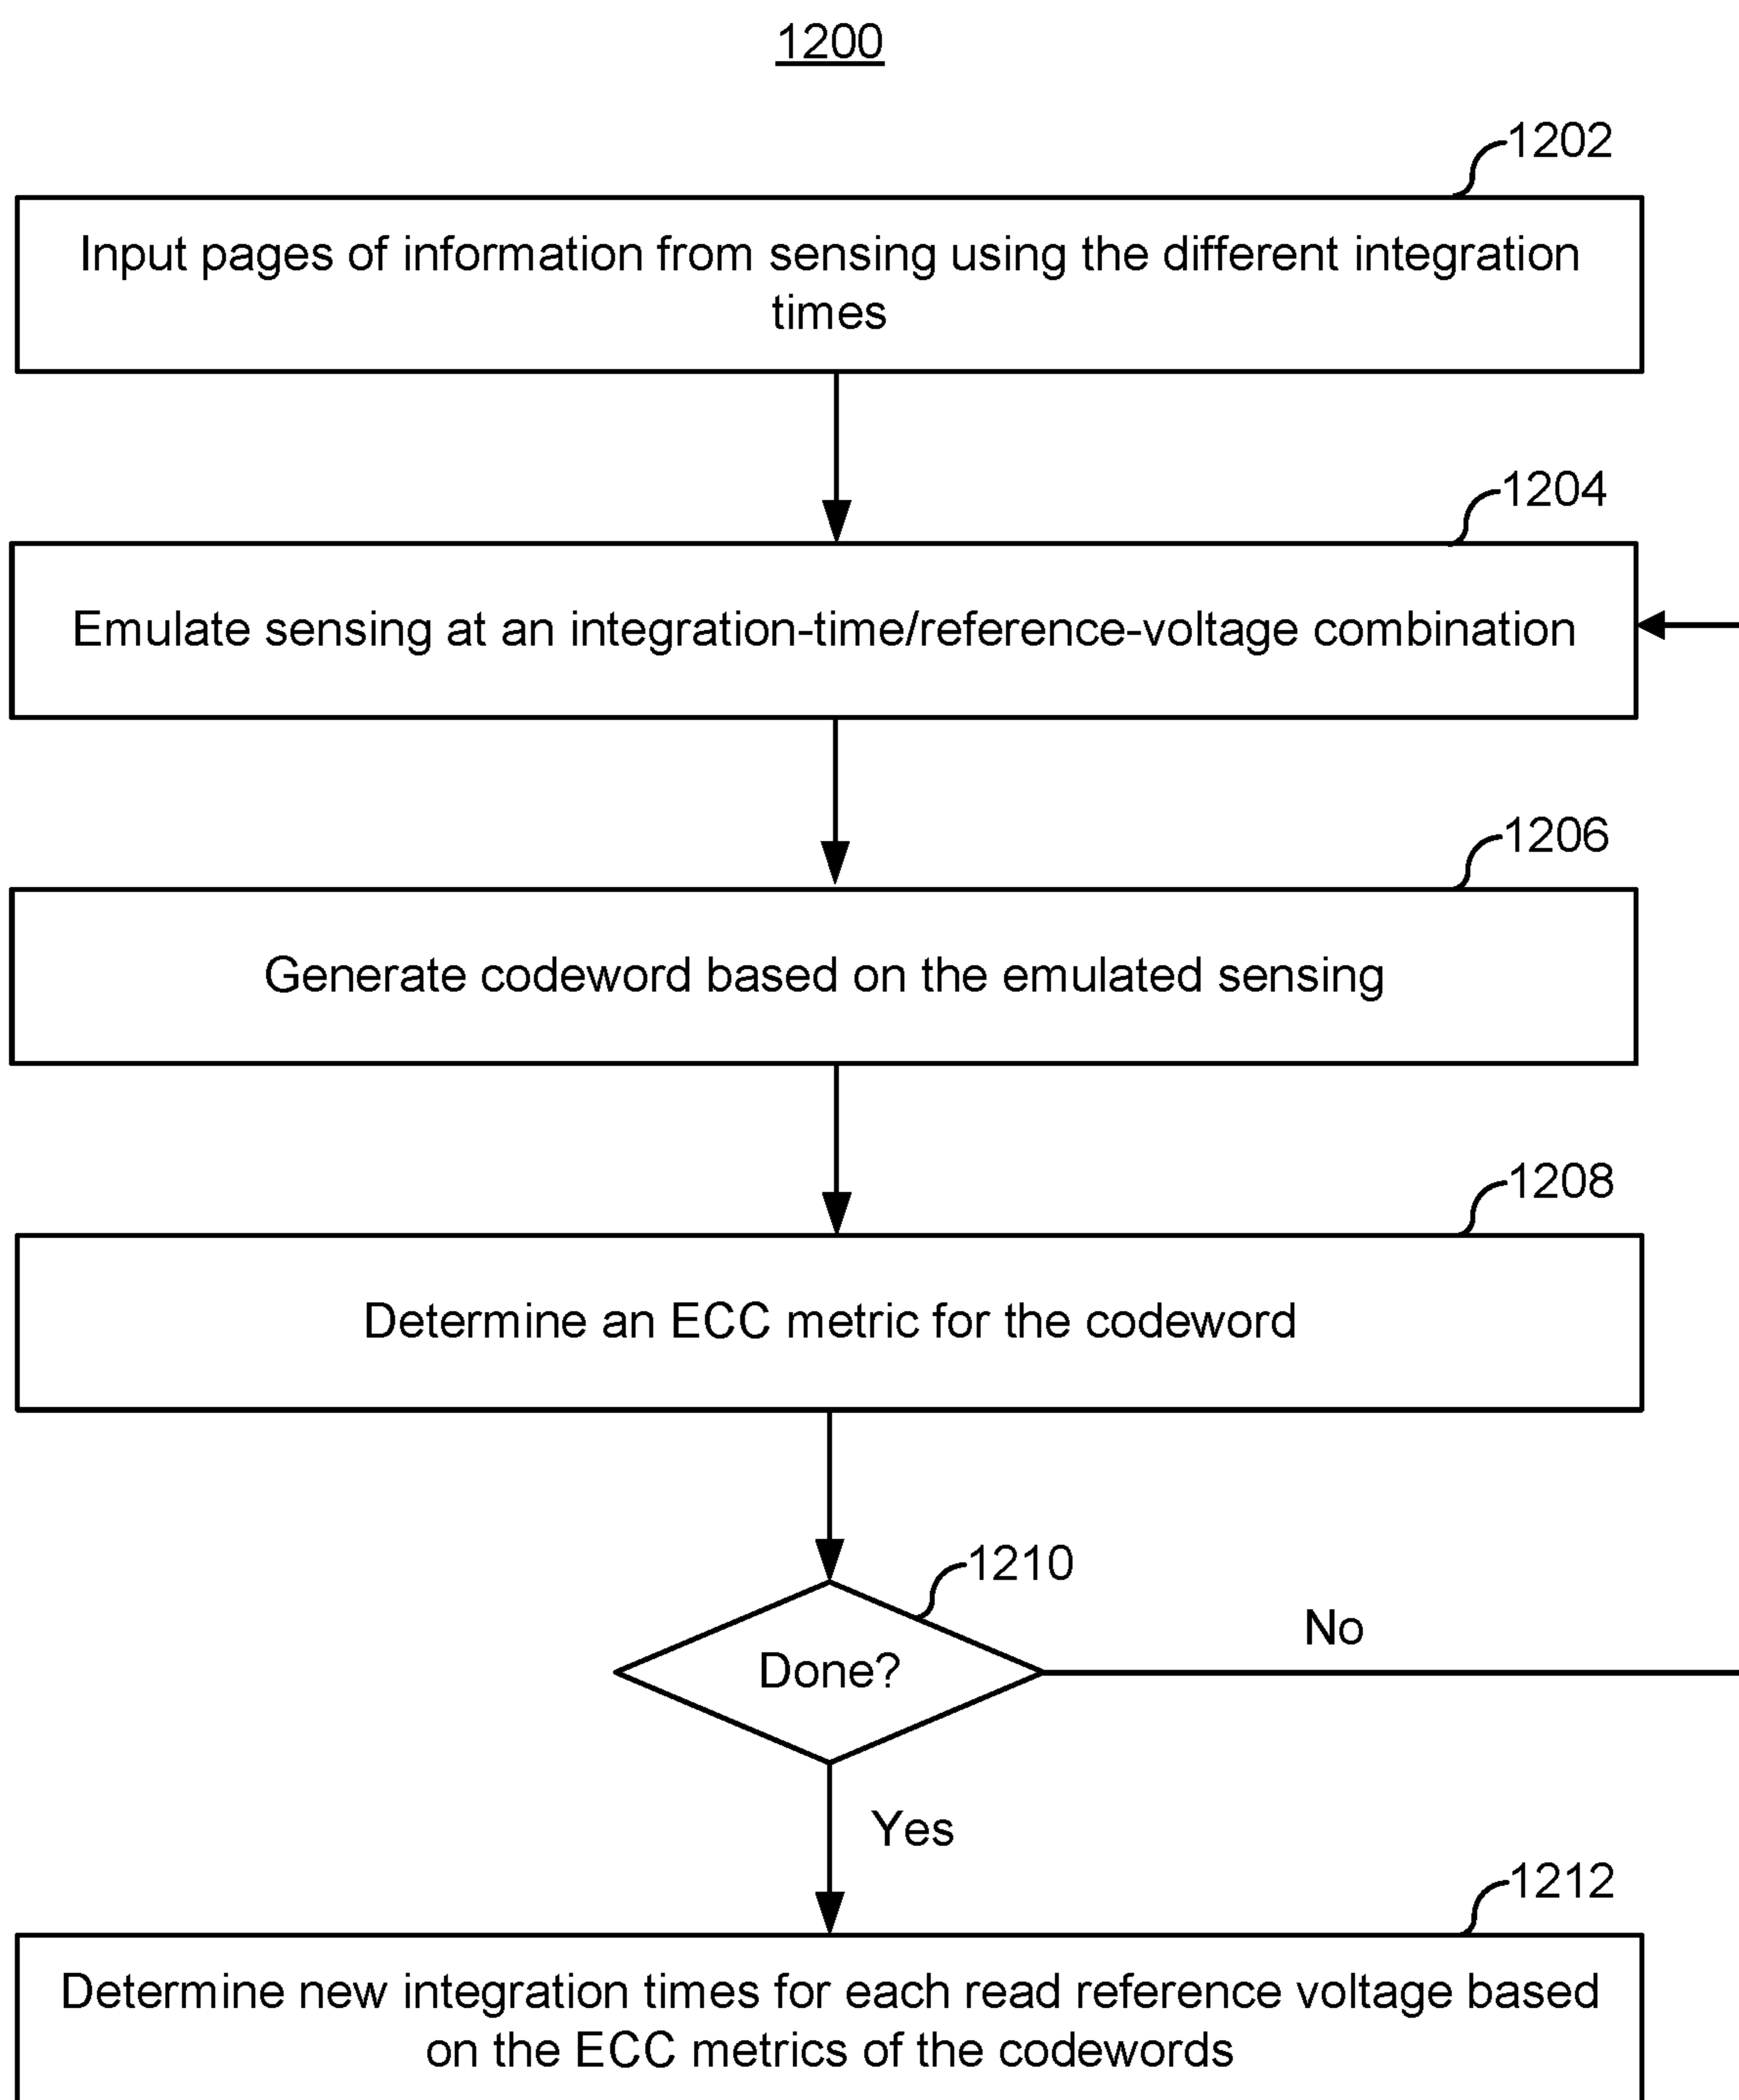 1200
1202
Input pages of information from sensing using the different integration
times
1204
Emulate sensing at an integration-time/reference-voltage combination
1206
Generate codeword based on the emulated sensing
1208
Determine an ECC metric for the codeword
1210
Done?
No
Yes
1212
Determine new integration times for each read reference voltage based
on the ECC metrics of the codewords